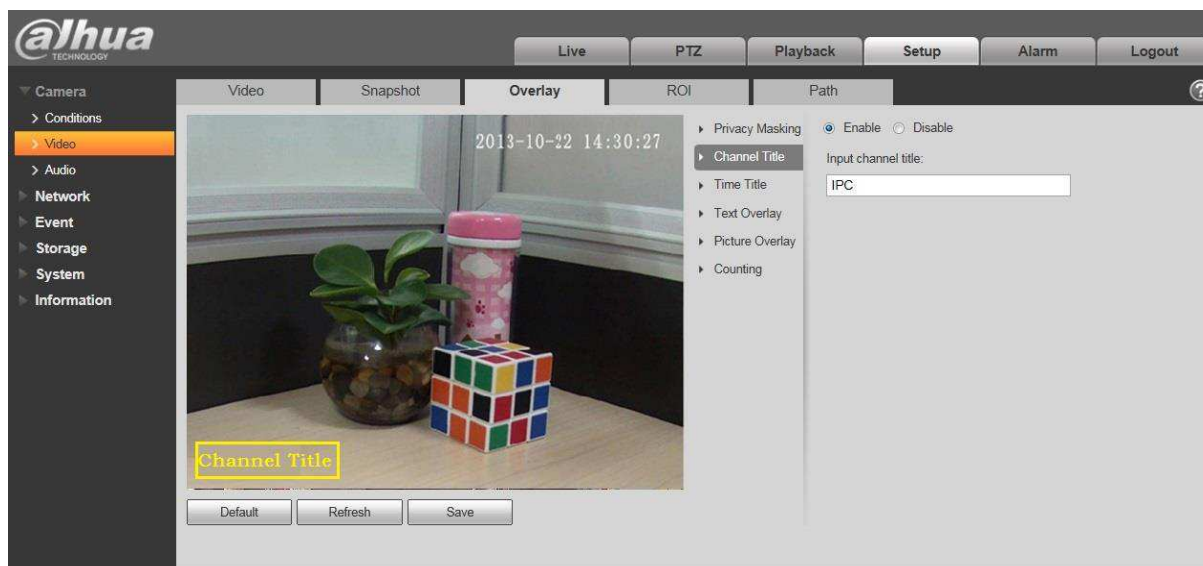 alhua
TECHNOLOGY
Live PTZ Playback Setup Alarm Logout
Camera
Conditions
Video
Audio
Network
Event
Storage
System
Information
Video Snapshot Overlay ROI Path ?
2013-10-22 14:30:27
Channel Title
Privacy Masking
Channel Title
Time Title
Text Overlay
Picture Overlay
Counting
Enable Disable
Input channel title:
IPC
Default Refresh Save